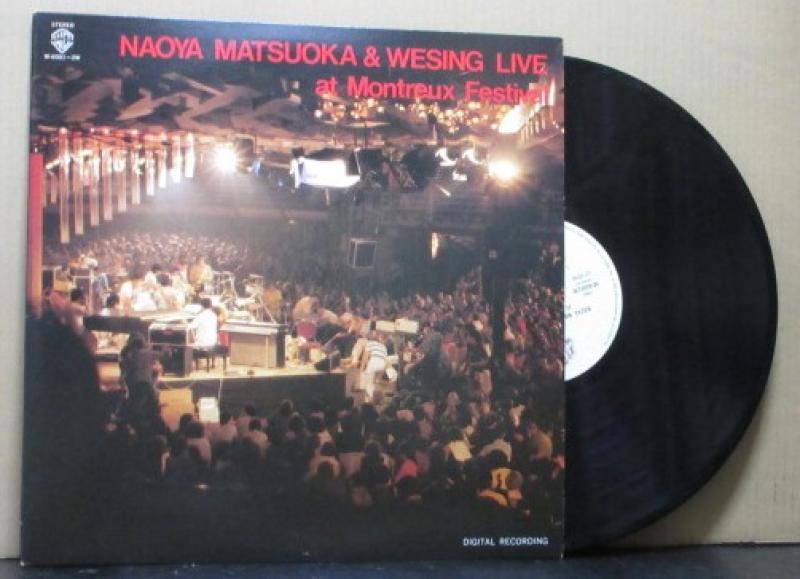 STEREO
NAOYA MATSUOKA & WESING LIVE
at Montreux Festival
DIGITAL RECORDING